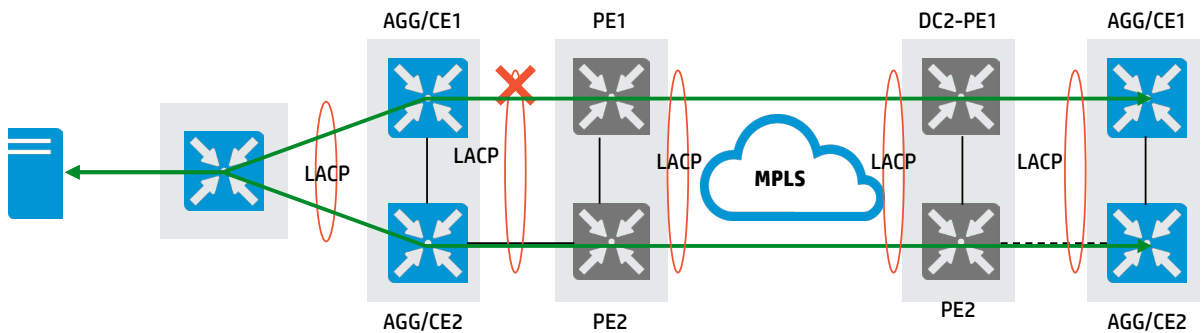 AGG/CE1
PE1
DC2-PE1
AGG/CE1
LACP
LACP
LACP
MPLS
LACP
LACP
AGG/CE2
PE2
PE2
AGG/CE2